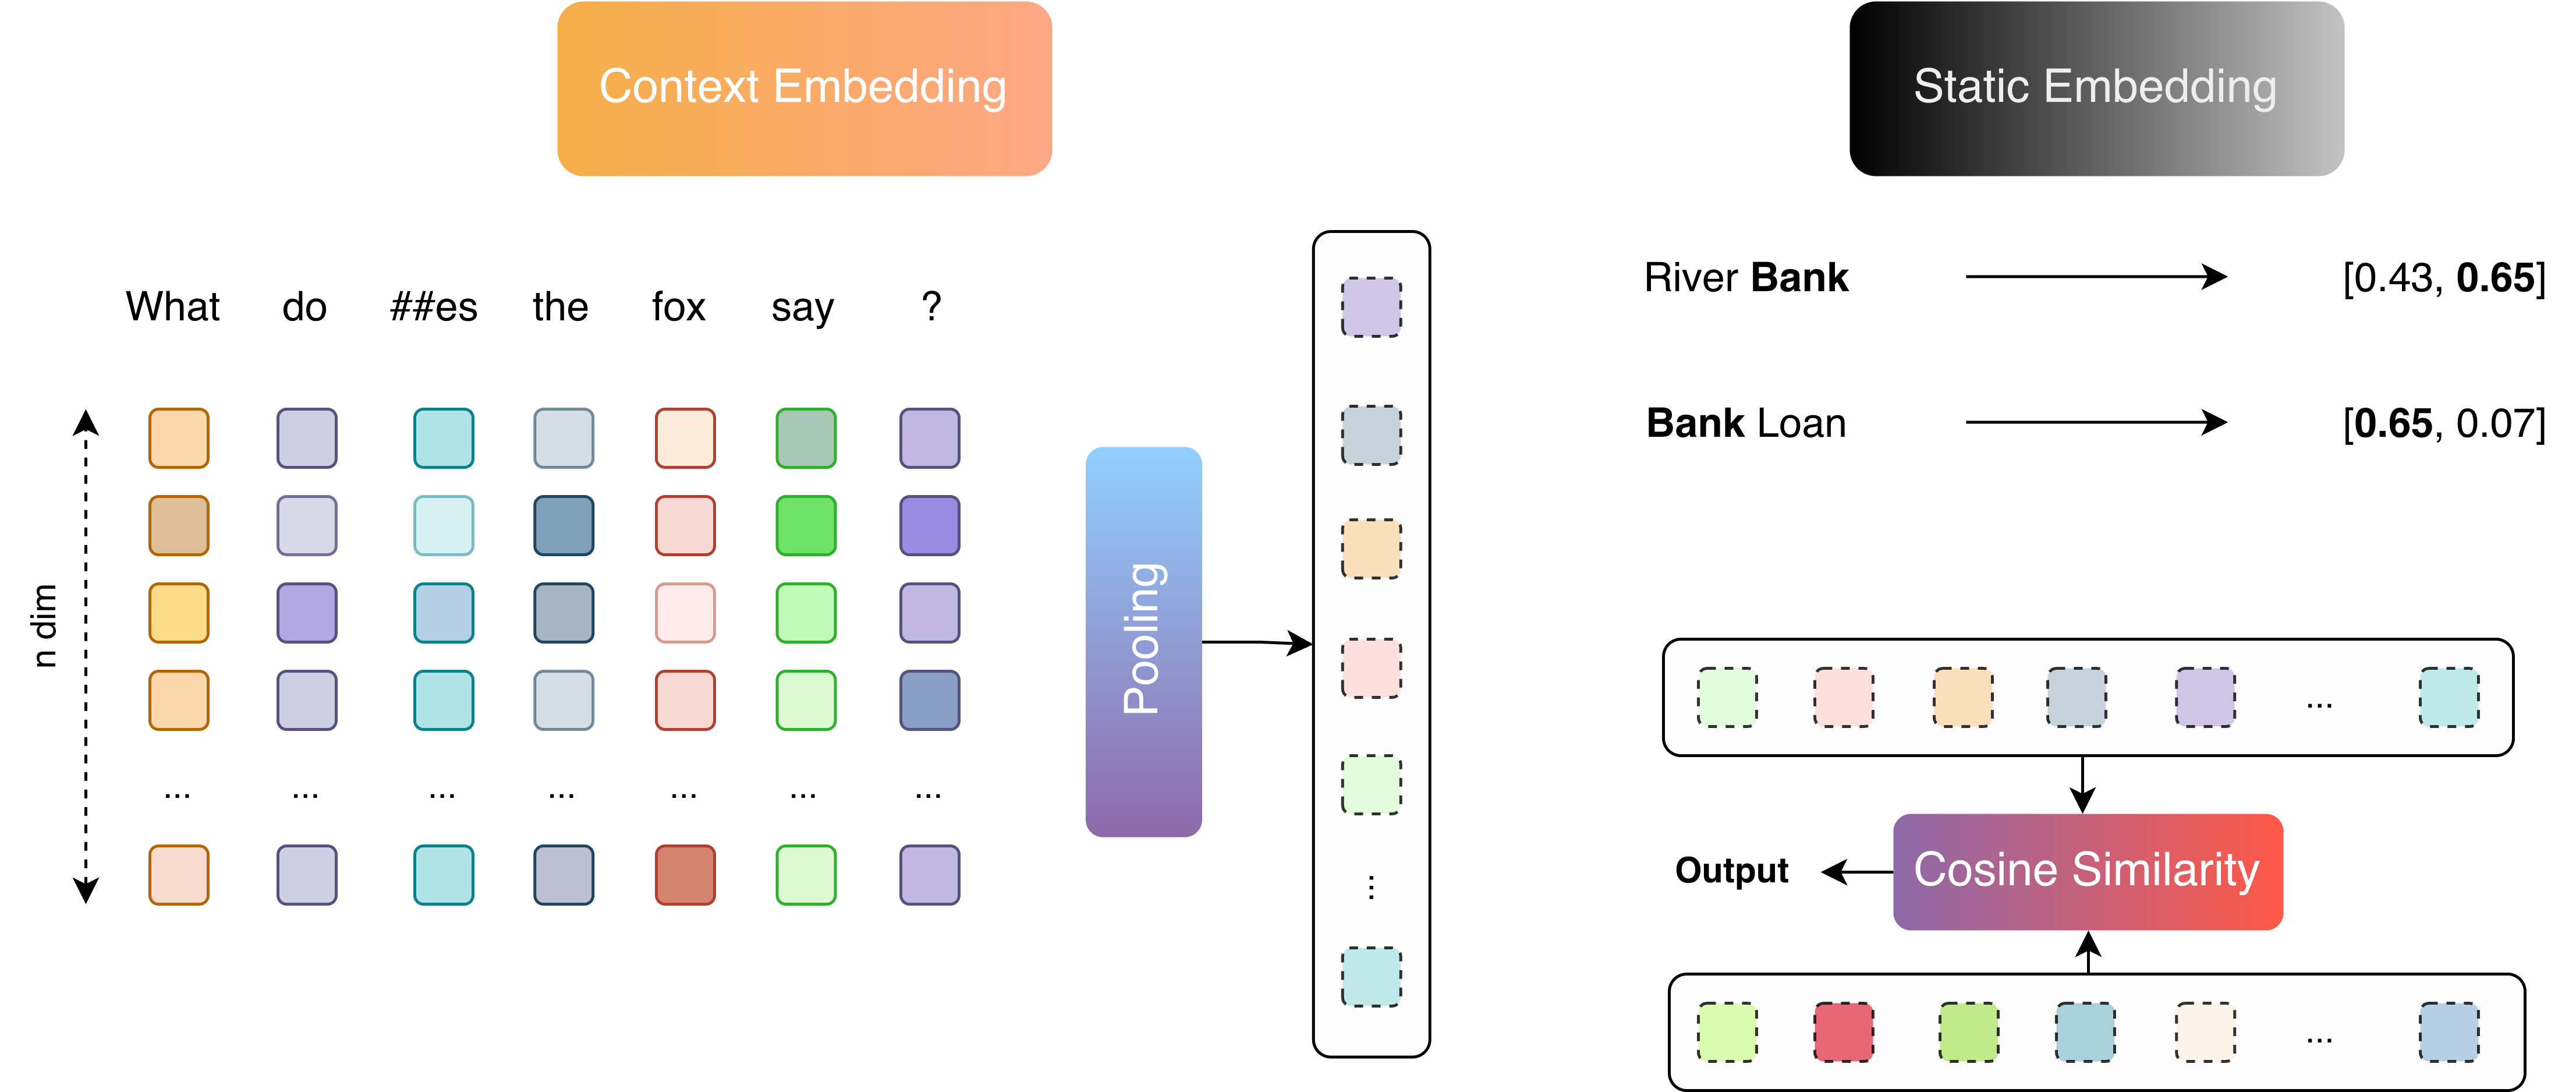 Context Embedding
Static Embedding
What do ##es the fox say ?
n dim
... ... ... ... ... ... ...
Pooling
...
River Bank [0.43, 0.65]
Bank Loan [0.65, 0.07]
...
Output
Cosine Similarity
...